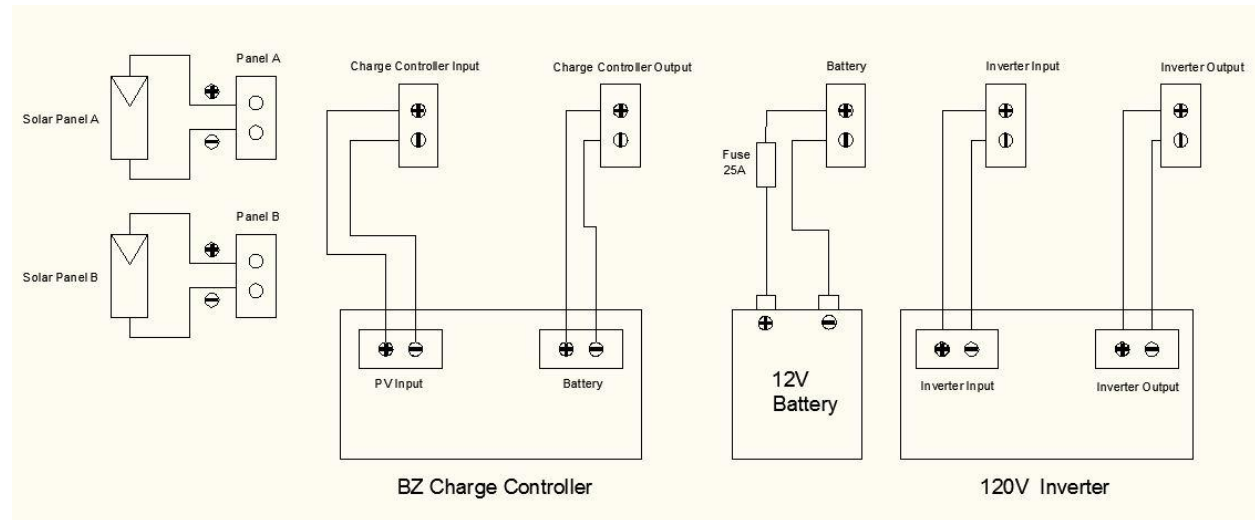 Panel A
Solar Panel A
Panel B
Solar Panel B
Charge Controller Input
Charge Controller Output
PV Input
Battery
BZ Charge Controller
Battery
Fuse
25A
12V
Battery
Inverter Input
Inverter Output
Inverter Input
Inverter Output
120V Inverter